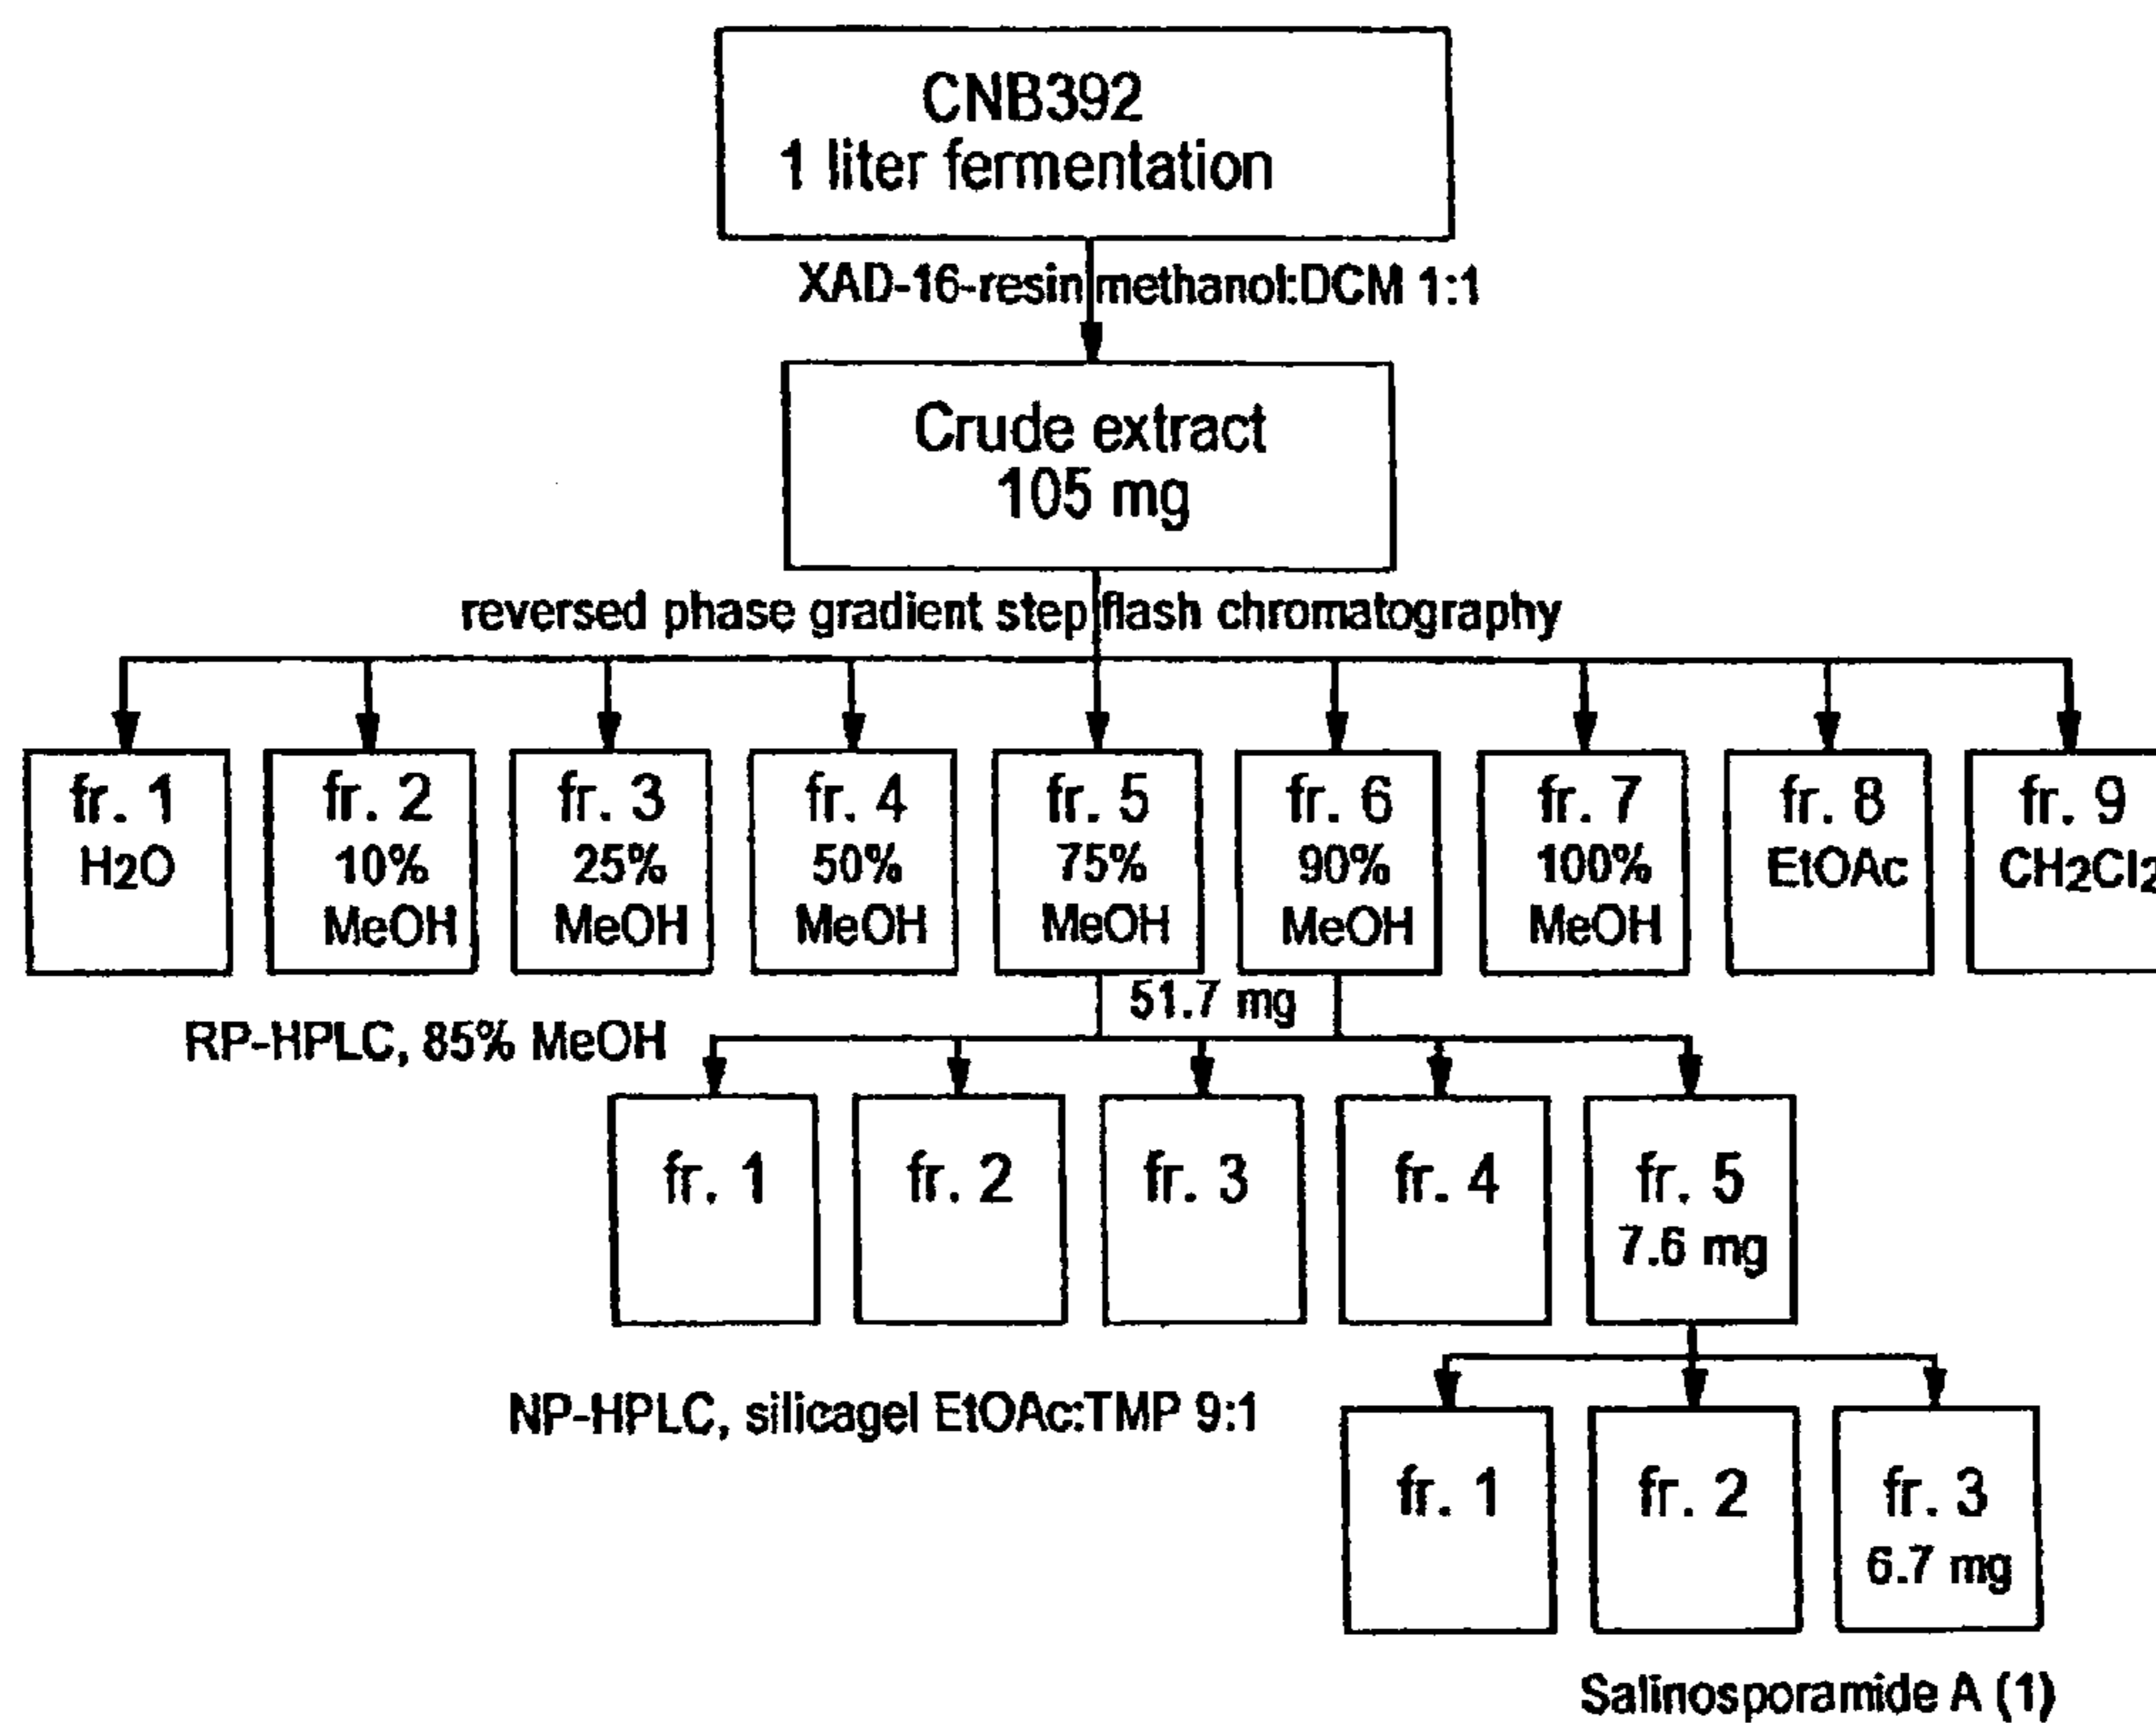 CNB392
1 liter fermentation
XAD-16-resin methanol:DCM 1:1
Crude extract
105 mg
reversed phase gradient step flash chromatography
fr. 1
H2O
fr. 2
10%
MeOH
fr. 3
25%
MeOH
fr. 4
50%
MeOH
fr. 5
75%
MeOH
fr. 6
90%
MeOH
fr. 7
100%
MeOH
fr. 8
EtOAc
fr. 9
CH2Cl2
51.7 mg
RP-HPLC, 85% MeOH
fr. 1
fr. 2
fr. 3
fr. 4
fr. 5
7.6 mg
NP-HPLC, silicagel EtOAc:TMP 9:1
fr. 1
fr. 2
fr. 3
6.7 mg
Salinosporamide A (1)